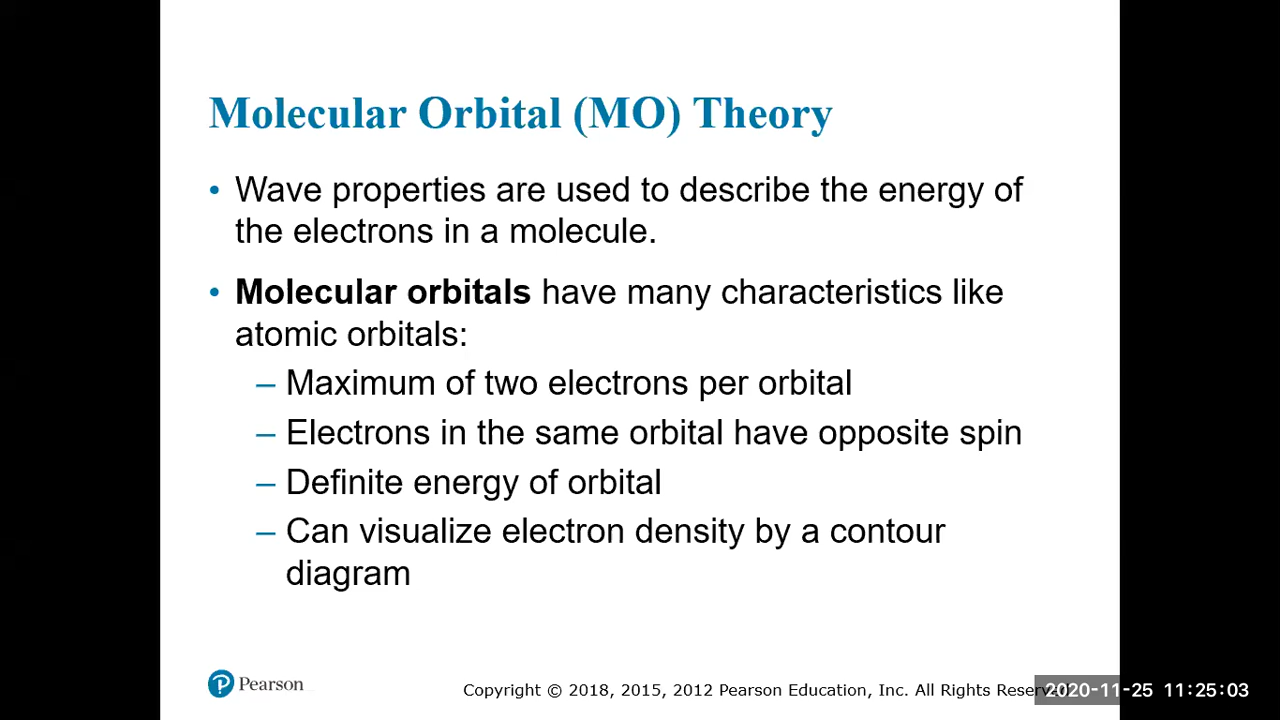 Molecular Orbital (MO) Theory
• Wave properties are used to describe the energy of
the electrons in a molecule.
• Molecular orbitals have many characteristics like
atomic orbitals:
– Maximum of two electrons per orbital
– Electrons in the same orbital have opposite spin
– Definite energy of orbital
– Can visualize electron density by a contour
diagram
P Pearson
Copyright © 2018, 2015, 2012 Pearson Education, Inc. All Rights
2020-11-25 11:25:03